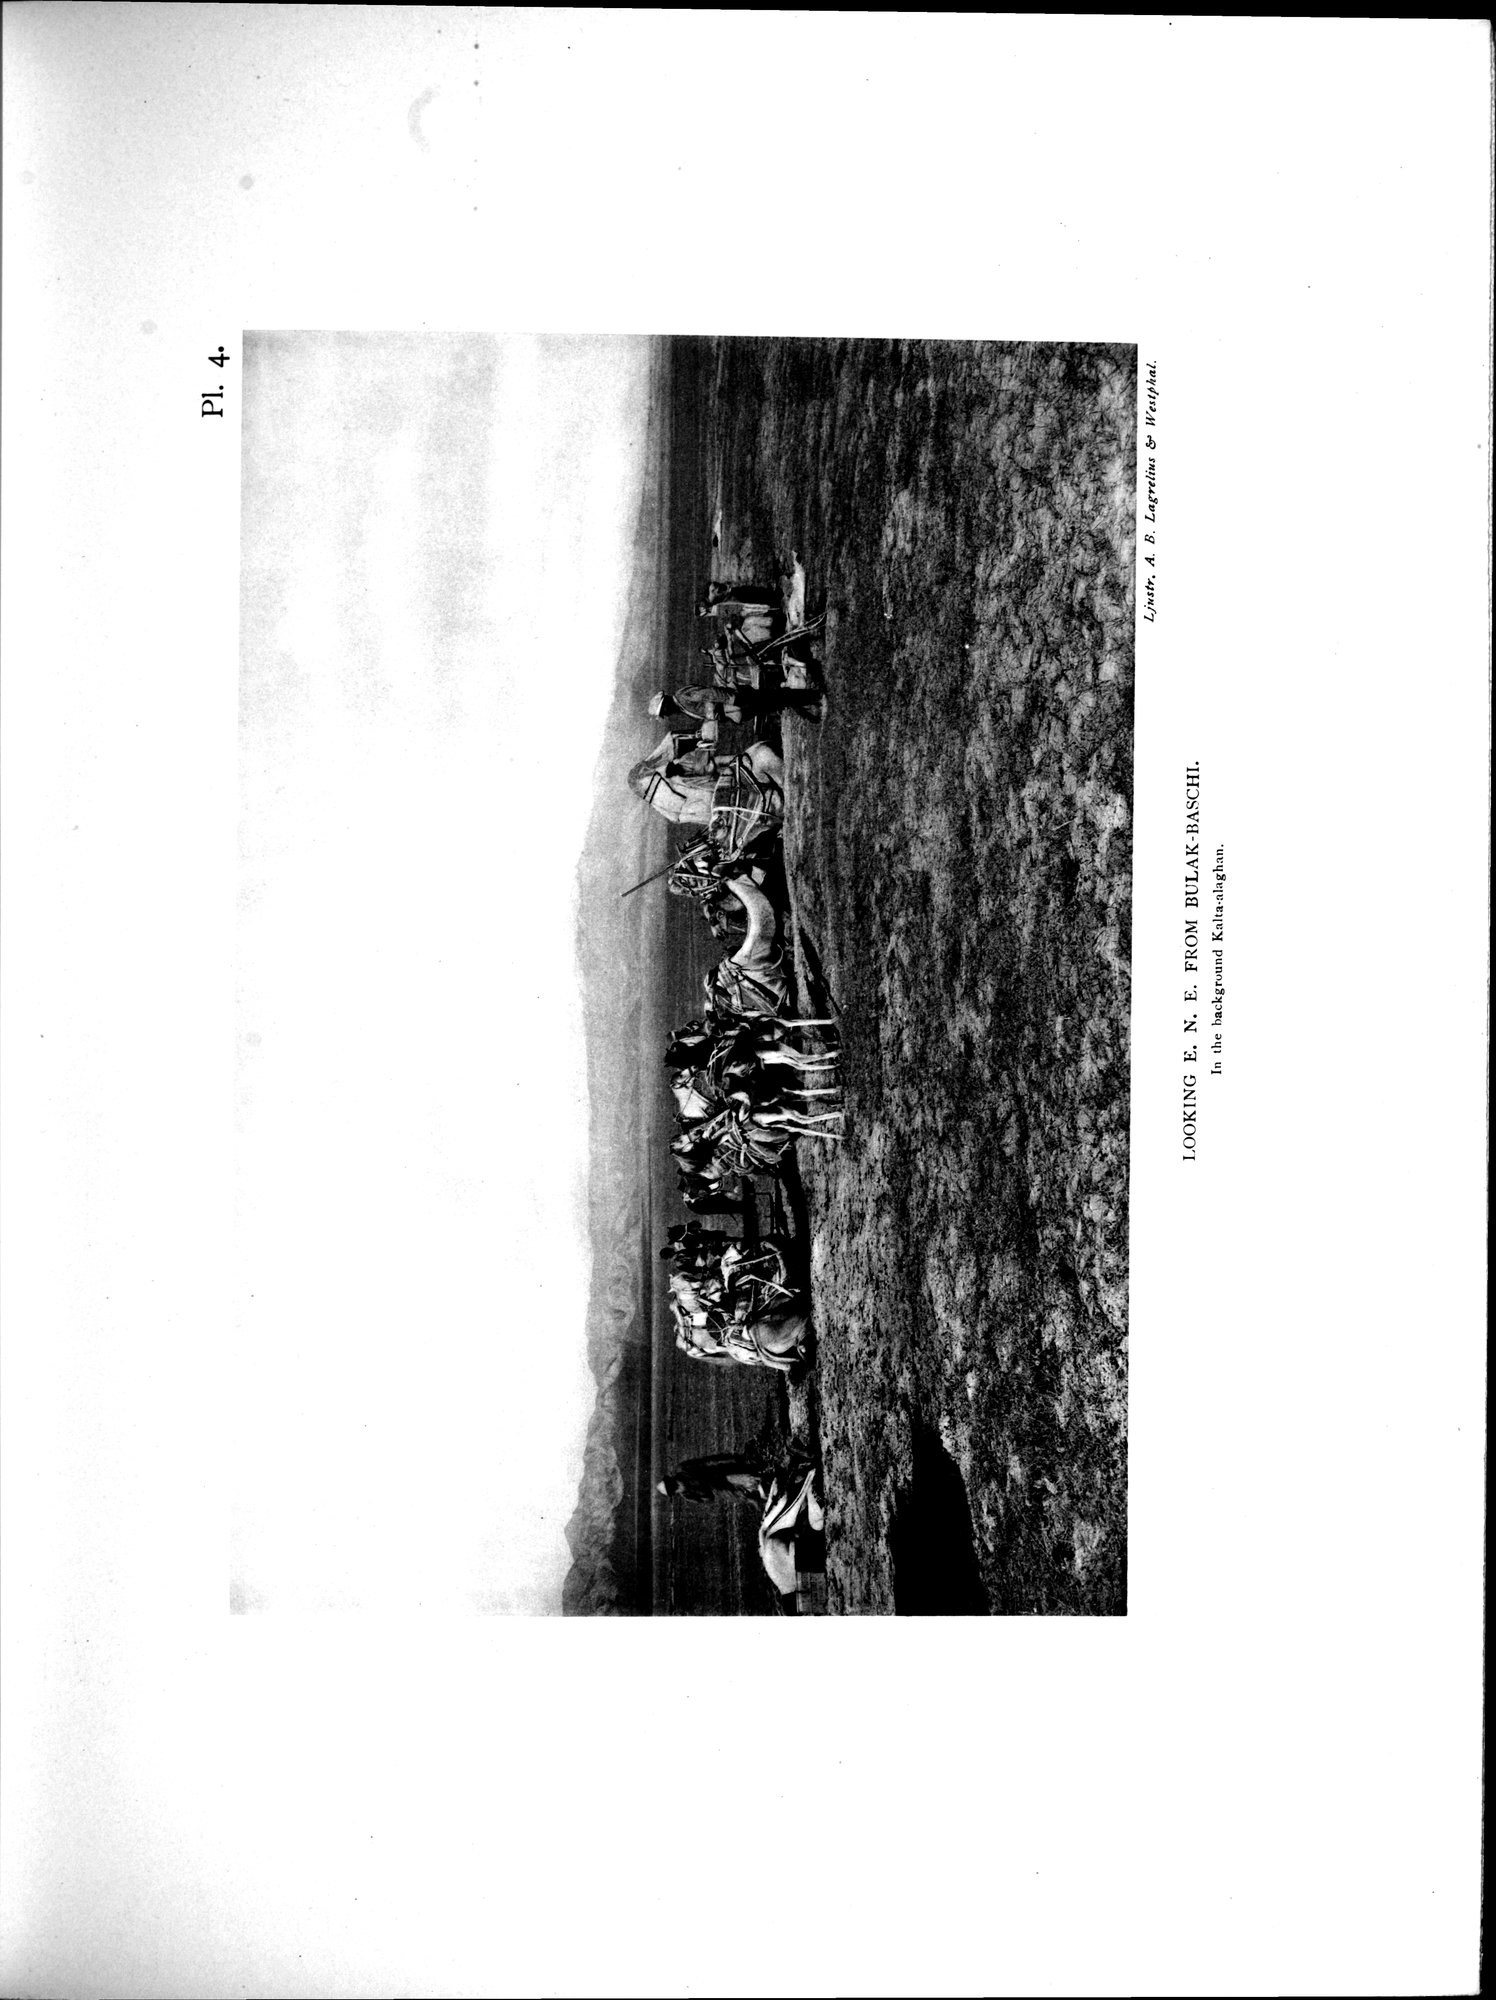 Pl. 4.
Ljustr. A. B. Lagrelius & Westphal.
LOOKING E. N. E. FROM BULAK-BASCHI.
In the background Kalta-alaghan.